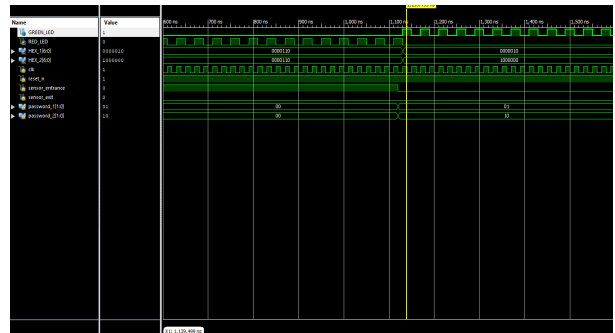 Name Value 600 ns 700 ns 800 ns 900 ns 1,000 ns 1,100 ns 1,200 ns 1,300 ns 1,400 ns 1,500 ns
GREEN_LED 1
RED_LED 0
HEX_1[6:0] 0000010 0000110 0000010
HEX_2[6:0] 1000000 0000110 1000000
clk 1
reset_n 1
sensor_entrance 0
sensor_exit 0
password_1[1:0] 01 00 01
password_2[1:0] 10 00 10
X1: 1,139.499 ns